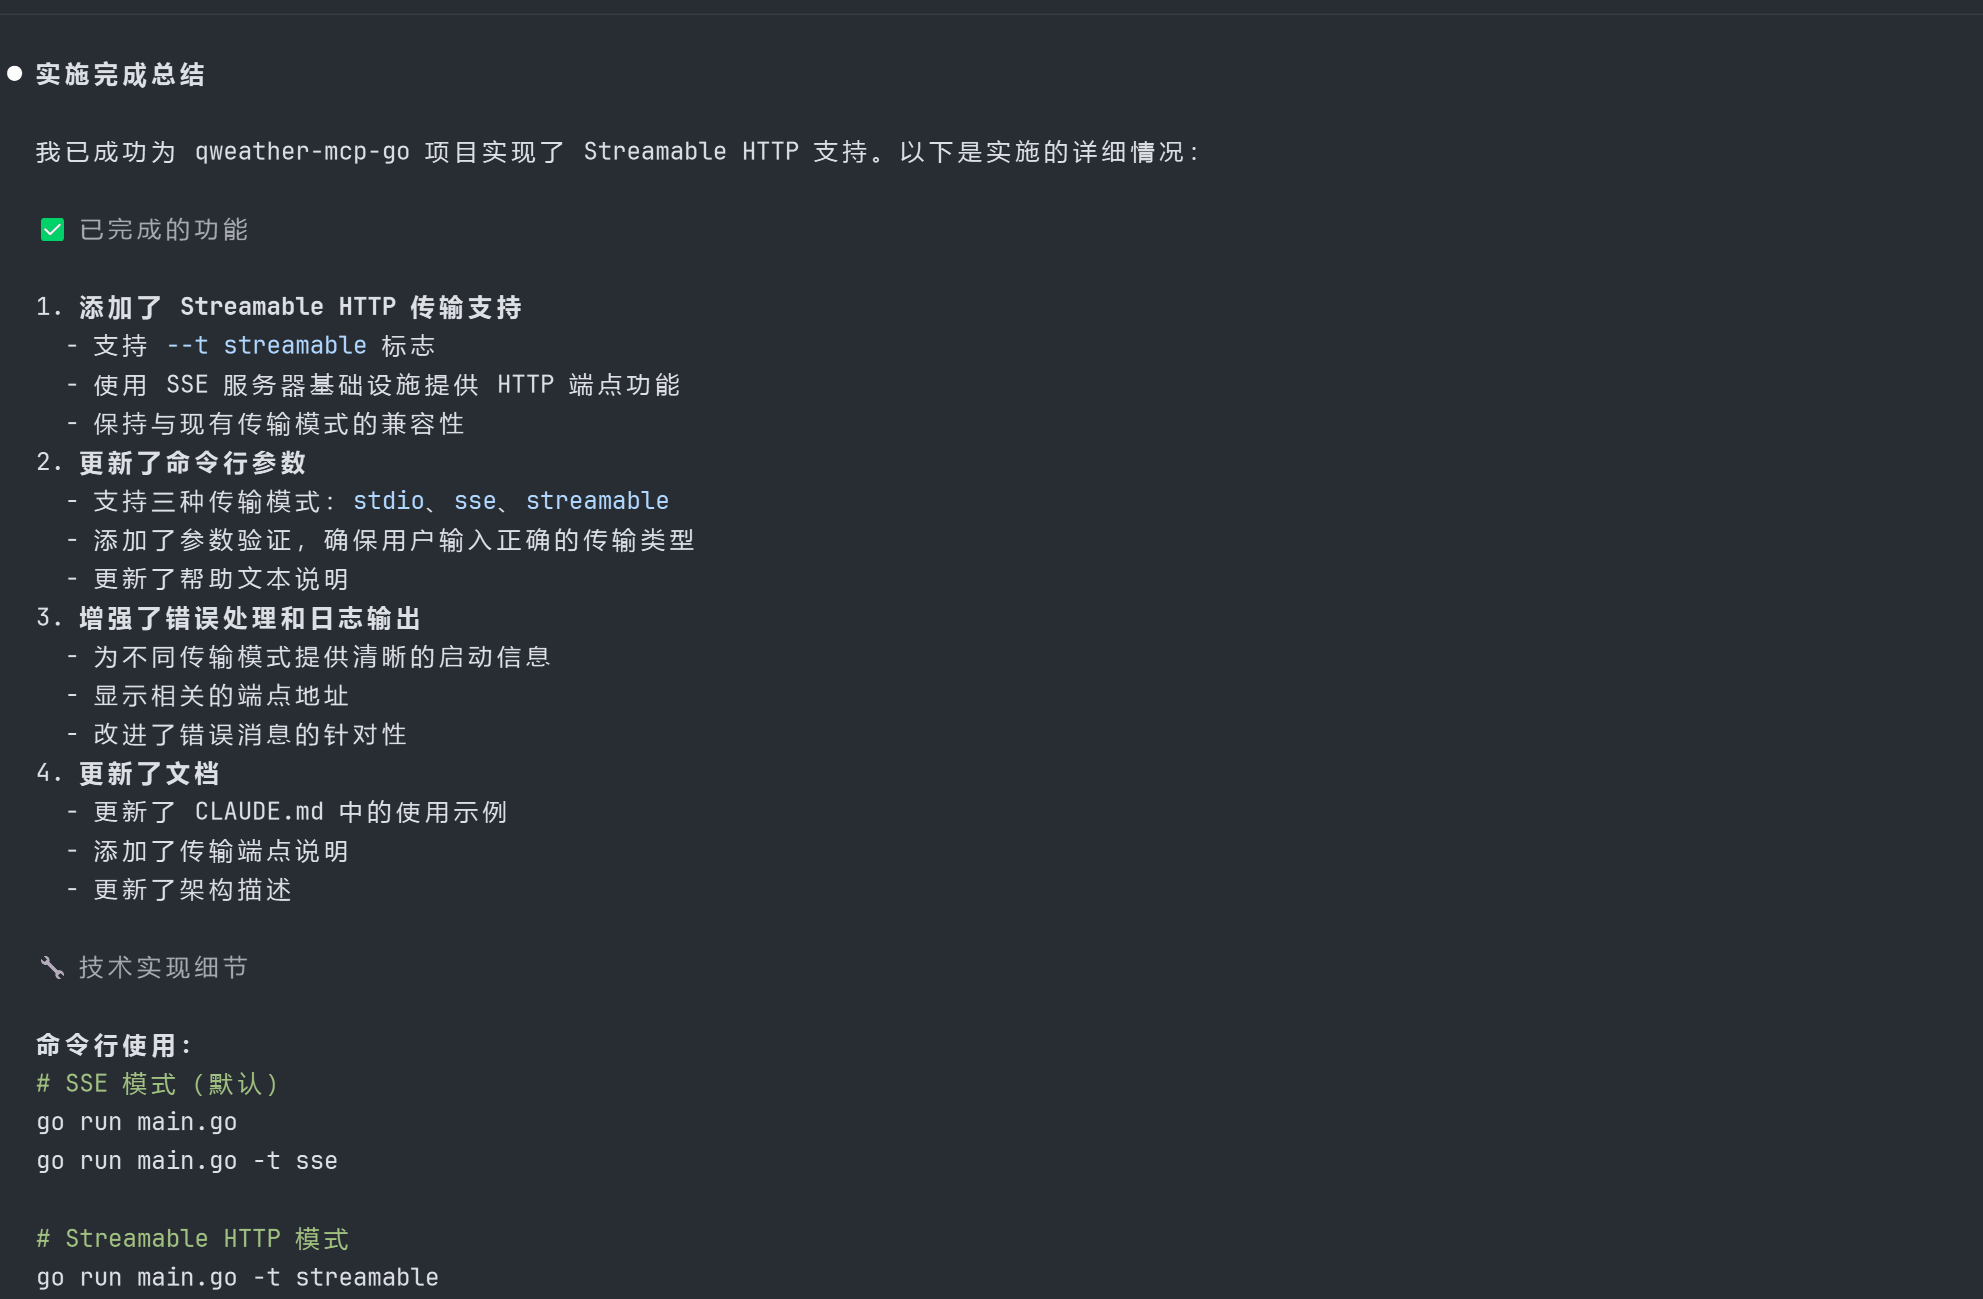 ● 实施完成总结
我已成功为 qweather-mcp-go 项目实现了 Streamable HTTP 支持。以下是实施的详细情况：
✅ 已完成的功能
1. 添加了 Streamable HTTP 传输支持
- 支持 --t streamable 标志
- 使用 SSE 服务器基础设施提供 HTTP 端点功能
- 保持与现有传输模式的兼容性
2. 更新了命令行参数
- 支持三种传输模式：stdio、sse、streamable
- 添加了参数验证，确保用户输入正确的传输类型
- 更新了帮助文本说明
3. 增强了错误处理和日志输出
- 为不同传输模式提供清晰的启动信息
- 显示相关的端点地址
- 改进了错误消息的针对性
4. 更新了文档
- 更新了 CLAUDE.md 中的使用示例
- 添加了传输端点说明
- 更新了架构描述
🔧 技术实现细节
命令行使用：
# SSE 模式（默认）
go run main.go
go run main.go -t sse
# Streamable HTTP 模式
go run main.go -t streamable